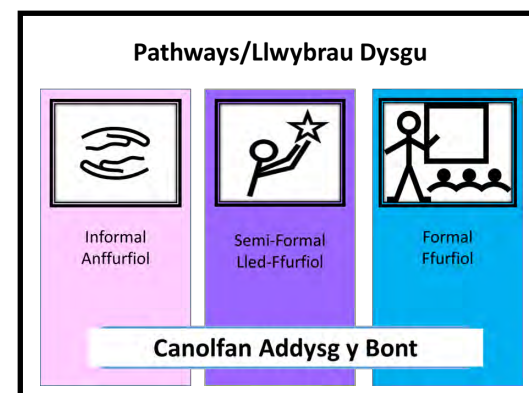 Pathways/Llwybrau Dysgu
Informal
Anffurfiol
Semi-Formal
Lled-Ffurfiol
Formal
Ffurfiol
Canolfan Addysg y Bont